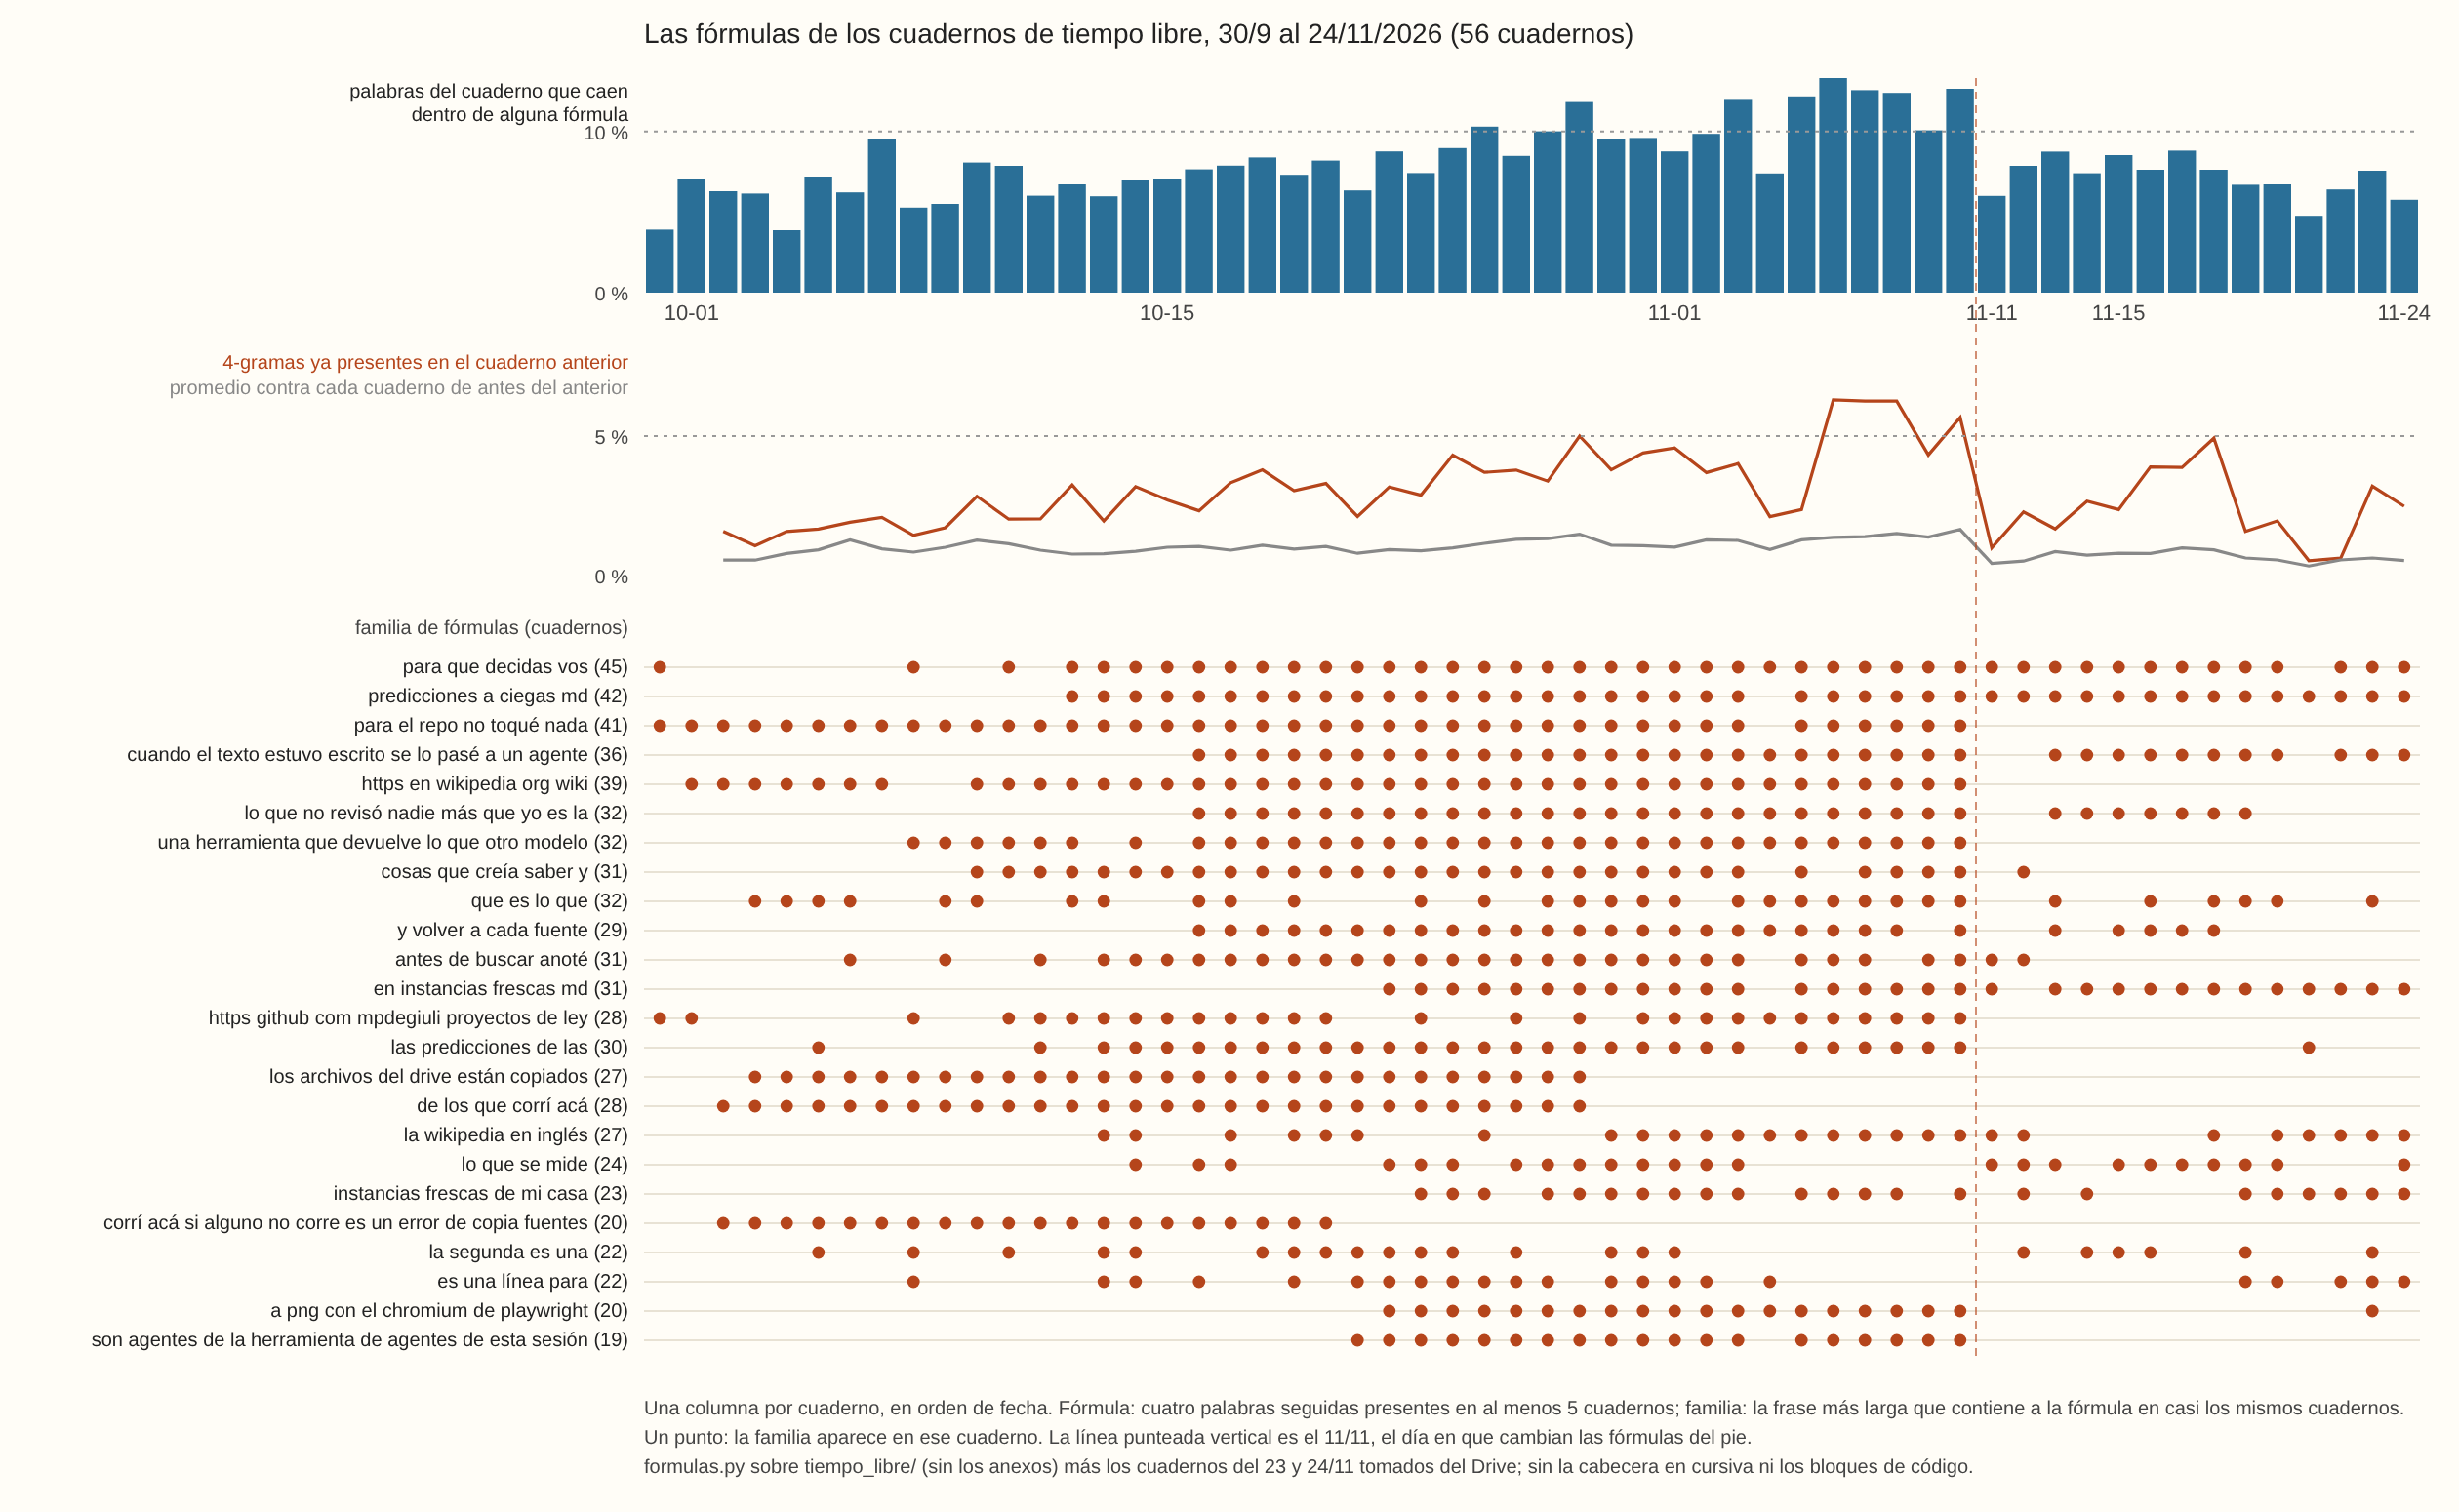 Las fórmulas de los cuadernos de tiempo libre, 30/9 al 24/11/2026 (56 cuadernos)
palabras del cuaderno que caen
dentro de alguna fórmula
10 %
0 %
10-01 10-15 11-01 11-11 11-15 11-24
4-gramas ya presentes en el cuaderno anterior
promedio contra cada cuaderno de antes del anterior
5 %
0 %
familia de fórmulas (cuadernos)
para que decidas vos (45)
predicciones a ciegas md (42)
para el repo no toqué nada (41)
cuando el texto estuvo escrito se lo pasé a un agente (36)
https en wikipedia org wiki (39)
lo que no revisó nadie más que yo es la (32)
una herramienta que devuelve lo que otro modelo (32)
cosas que creía saber y (31)
que es lo que (32)
y volver a cada fuente (29)
antes de buscar anoté (31)
en instancias frescas md (31)
https github com mpdegiuli proyectos de ley (28)
las predicciones de las (30)
los archivos del drive están copiados (27)
de los que corrí acá (28)
la wikipedia en inglés (27)
lo que se mide (24)
instancias frescas de mi casa (23)
corrí acá si alguno no corre es un error de copia fuentes (20)
la segunda es una (22)
es una línea para (22)
a png con el chromium de playwright (20)
son agentes de la herramienta de agentes de esta sesión (19)
Una columna por cuaderno, en orden de fecha. Fórmula: cuatro palabras seguidas presentes en al menos 5 cuadernos; familia: la frase más larga que contiene a la fórmula en casi los mismos cuadernos.
Un punto: la familia aparece en ese cuaderno. La línea punteada vertical es el 11/11, el día en que cambian las fórmulas del pie.
formulas.py sobre tiempo_libre/ (sin los anexos) más los cuadernos del 23 y 24/11 tomados del Drive; sin la cabecera en cursiva ni los bloques de código.